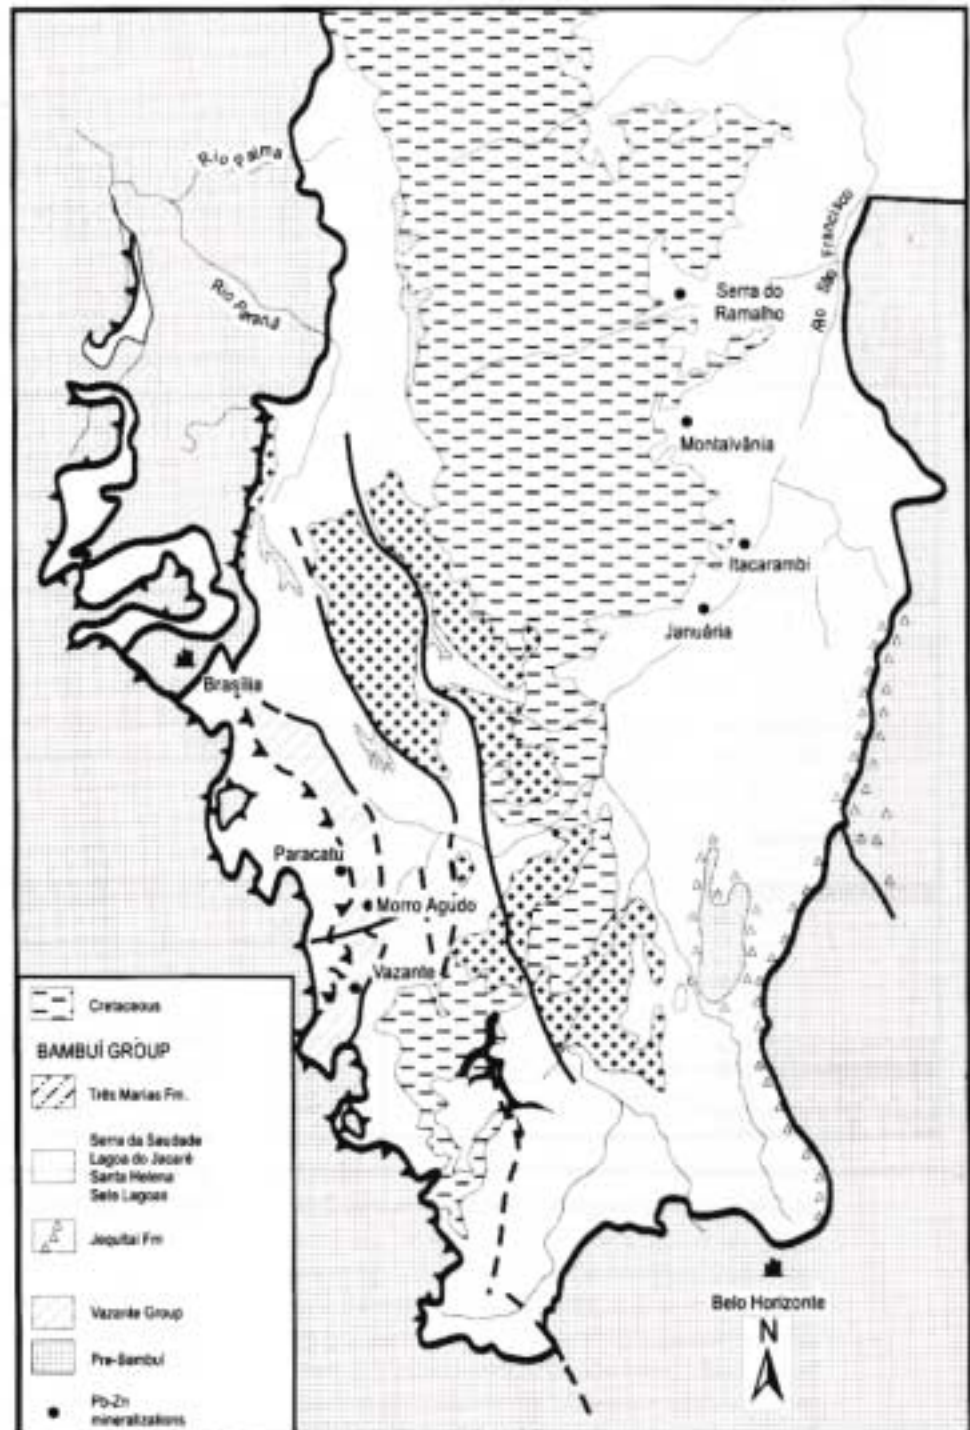 Rio Palma
Rio Paranã
Rio São Francisco
Serra do
Ramalho
Montalvânia
Itacarambi
Januária
Brasília
Paracatu
Morro Agudo
Vazante
Cretaceous
BAMBUÍ GROUP
Três Marias Fm.
Serra da Saudade
Lagoa do Jacaré
Santa Helena
Sete Lagoas
Jequitaí Fm
Vazante Group
Pre-Bambuí
Pb-Zn
mineralizations
Belo Horizonte
N